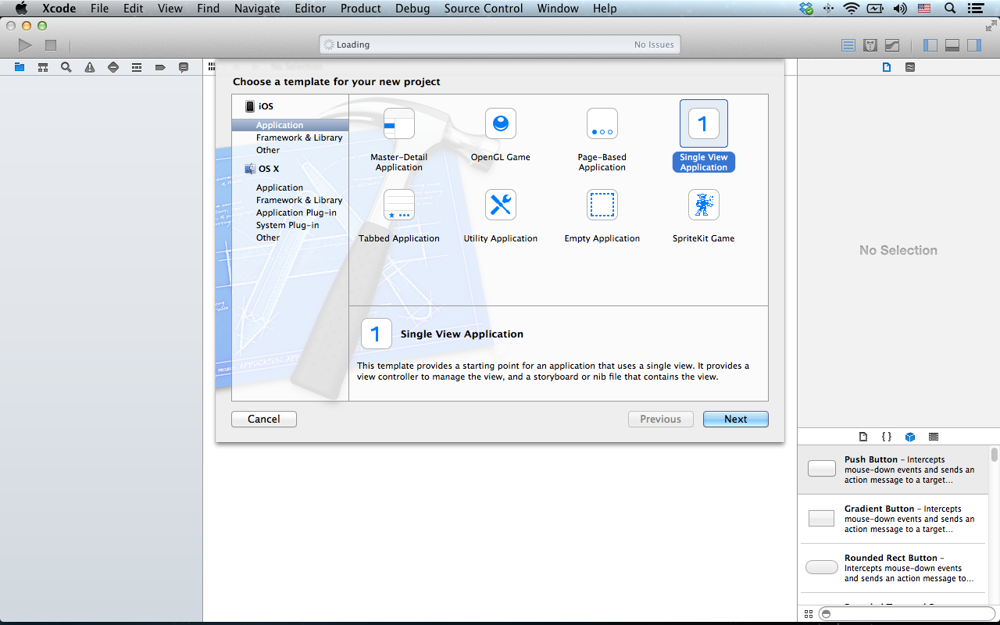 Xcode File Edit View Find Navigate Editor Product Debug Source Control Window Help
Loading No Issues
No Selection
Choose a template for your new project
iOS
Application
Framework & Library
Other
OS X
Application
Framework & Library
Application Plug-in
System Plug-in
Other
Master-Detail
Application
OpenGL Game
Page-Based
Application
1
Single View
Application
Tabbed Application
Utility Application
Empty Application
SpriteKit Game
1
Single View Application
This template provides a starting point for an application that uses a single view. It provides a
view controller to manage the view, and a storyboard or nib file that contains the view.
Cancel
Previous
Next
No Selection
{ }
Push Button – Intercepts
mouse-down events and sends an
action message to a target...
Gradient Button – Intercepts
mouse-down events and sends an
action message to a target...
Rounded Rect Button –
Intercepts mouse-down events
and sends an action message to...